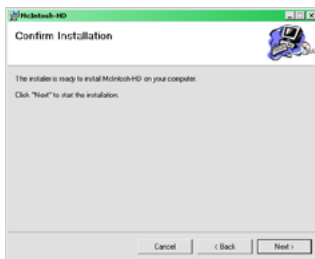 McIntosh-HD
Confirm Installation
The installer is ready to install McIntosh-HD on your computer.
Click "Next" to start the installation.
Cancel
< Back
Next >